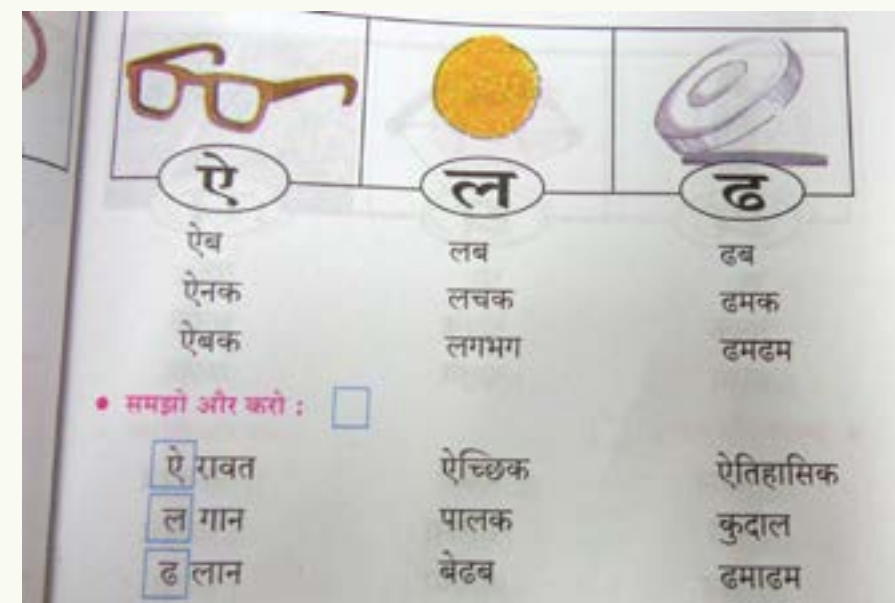 ऐ ल ढ
ऐब लब ढब
ऐनक लचक ढमक
ऐबक लगभग ढमढम
• समझो और करो :
ऐरावत ऐच्छिक ऐतिहासिक
लगान पालक कुदाल
ढलान बेढब ढमाढम